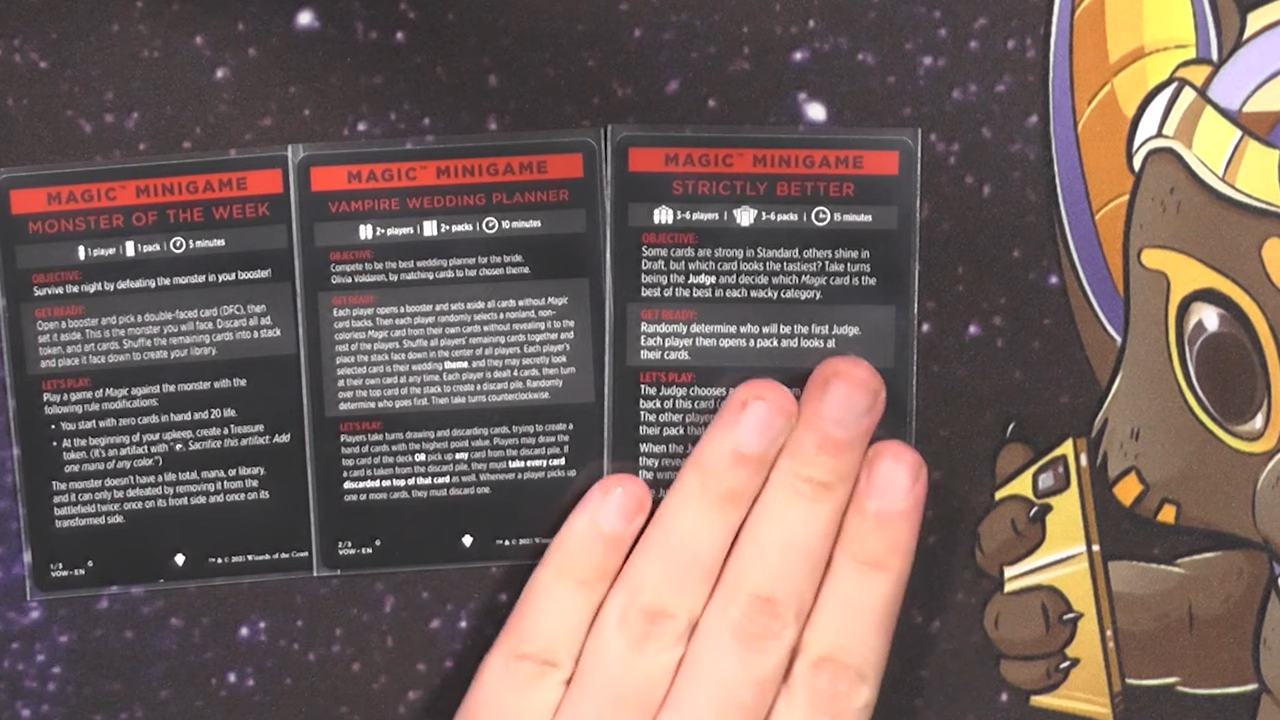 MAGIC™ MINIGAME
MONSTER OF THE WEEK
1 player | 1 pack | 5 minutes
OBJECTIVE:
Survive the night by defeating the monster in your booster!
GET READY:
Open a booster and pick a double-faced card (DFC), then
set it aside. This is the monster you will face. Discard all ad,
token, and art cards. Shuffle the remaining cards into a stack
and place it face down to create your library.
LET'S PLAY:
Play a game of Magic against the monster with the
following rule modifications:
• You start with zero cards in hand and 20 life.
• At the beginning of your upkeep, create a Treasure
token. (It's an artifact with " , Sacrifice this artifact: Add
one mana of any color.")
The monster doesn't have a life total, mana, or library,
and it can only be defeated by removing it from the
battlefield twice: once on its front side and once on its
transformed side.
1/3 G
VOW • EN
™ & © 2021 Wizards of the Coast
MAGIC™ MINIGAME
VAMPIRE WEDDING PLANNER
2+ players | 2+ packs | 10 minutes
OBJECTIVE:
Compete to be the best wedding planner for the bride,
Olivia Voldaren, by matching cards to her chosen theme.
GET READY:
Each player opens a booster and sets aside all cards without Magic
card backs. Then each player randomly selects a nonland, non-
colorless Magic card from their own cards without revealing it to the
rest of the players. Shuffle all players' remaining cards together and
place the stack face down in the center of all players. Each player's
selected card is their wedding theme, and they may secretly look
at their own card at any time. Each player is dealt 4 cards, then turn
over the top card of the stack to create a discard pile. Randomly
determine who goes first. Then take turns counterclockwise.
LET'S PLAY:
Players take turns drawing and discarding cards, trying to create a
hand of cards with the highest point value. Players may draw the
top card of the deck OR pick up any card from the discard pile. If
a card is taken from the discard pile, they must take every card
discarded on top of that card as well. Whenever a player picks up
one or more cards, they must discard one.
2/3 G
VOW • EN
™ & © 2021 Wizards
MAGIC™ MINIGAME
STRICTLY BETTER
3–6 players | 3–6 packs | 15 minutes
OBJECTIVE:
Some cards are strong in Standard, others shine in
Draft, but which card looks the tastiest? Take turns
being the Judge and decide which Magic card is the
best of the best in each wacky category.
GET READY:
Randomly determine who will be the first Judge.
Each player then opens a pack and looks at
their cards.
LET'S PLAY:
The Judge chooses
back of this card
The other
their pack
When the
they
the